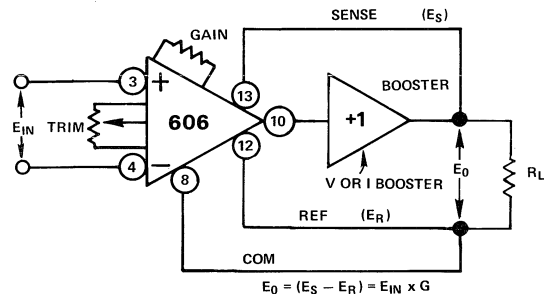 SENSE (ES)
GAIN
3
+
13
BOOSTER
EIN
TRIM
606
10
+1
12
E0
RL
4
−
8
V OR I BOOSTER
REF (ER)
COM
E0 = (ES − ER) = EIN x G